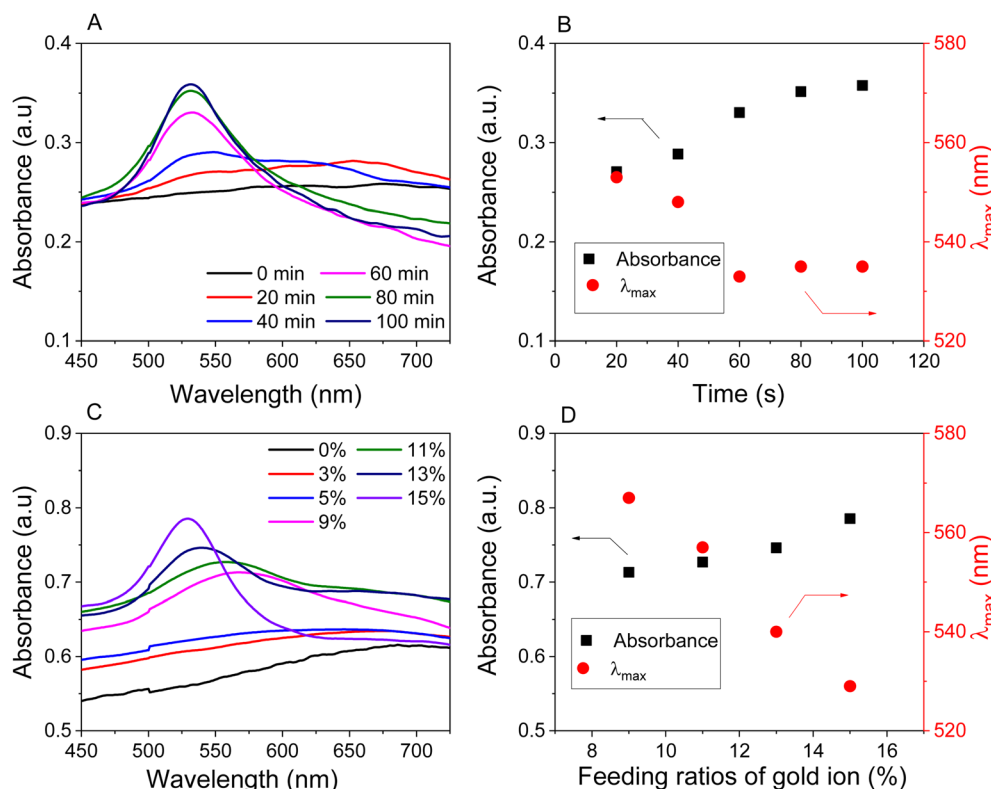 A
Absorbance (a.u)
0.4
0.3
0.2
0.1
0 min
20 min
40 min
60 min
80 min
100 min
450 500 550 600 650 700
Wavelength (nm)
B
Absorbance (a.u.)
0.4
0.3
0.2
0.1
Absorbance
λmax
580
560
540
520
λmax (nm)
0 20 40 60 80 100 120
Time (s)
C
Absorbance (a.u)
0.9
0.8
0.7
0.6
0.5
0%
3%
5%
9%
11%
13%
15%
450 500 550 600 650 700
Wavelength (nm)
D
Absorbance (a.u.)
0.9
0.8
0.7
0.6
0.5
Absorbance
λmax
580
560
540
520
λmax (nm)
8 10 12 14 16
Feeding ratios of gold ion (%)